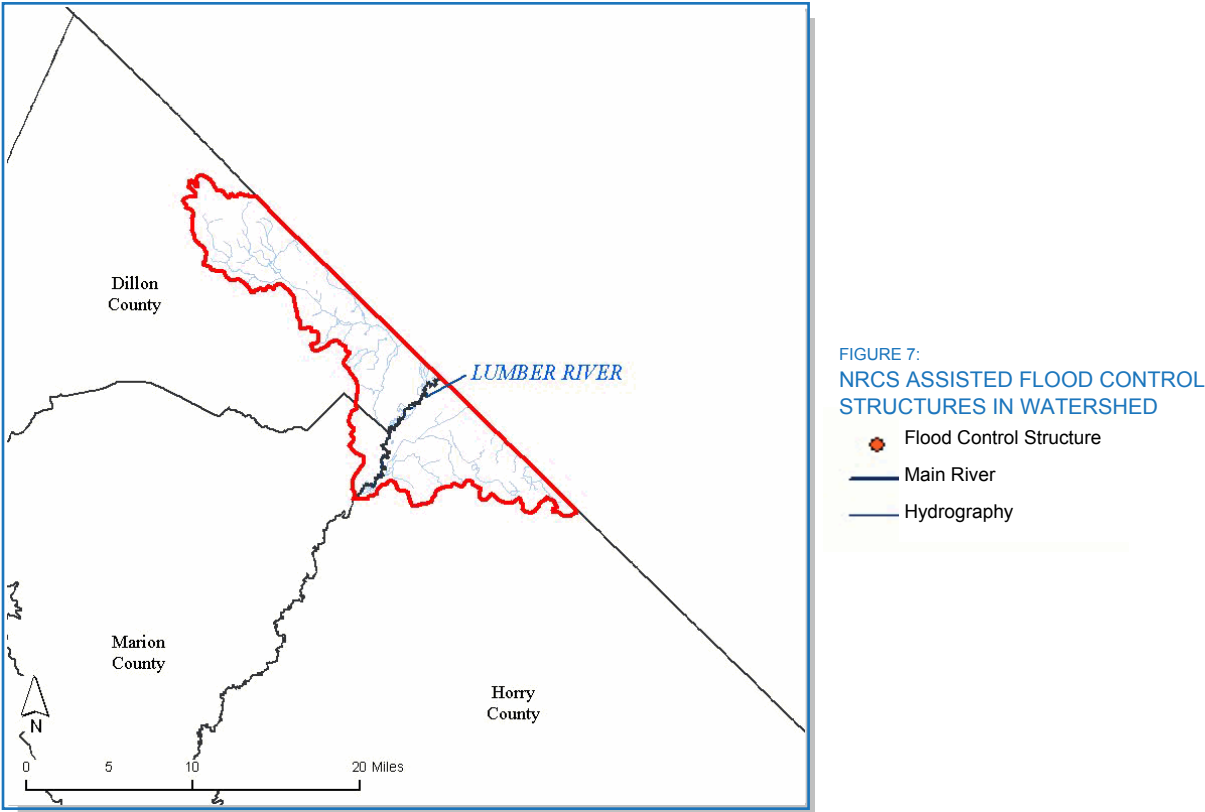 Dillon
County
LUMBER RIVER
Marion
County
Horry
County
N
0 5 10 20 Miles
FIGURE 7:
NRCS ASSISTED FLOOD CONTROL
STRUCTURES IN WATERSHED
Flood Control Structure
Main River
Hydrography